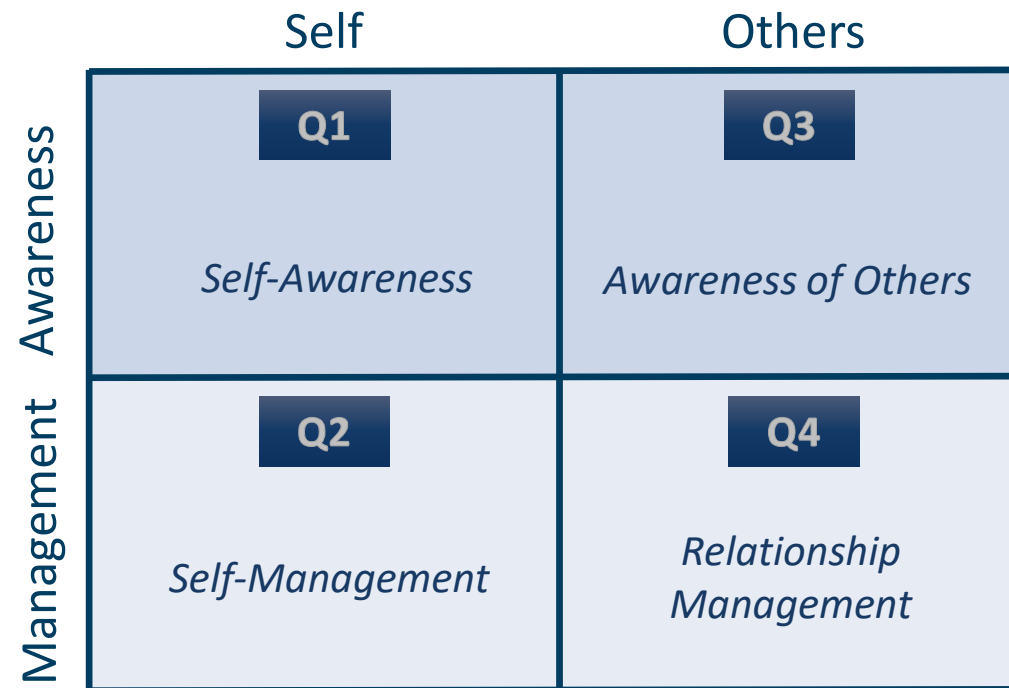 Self
Others
Awareness
Q1
Q3
Self-Awareness
Awareness of Others
Management
Q2
Q4
Self-Management
Relationship
Management